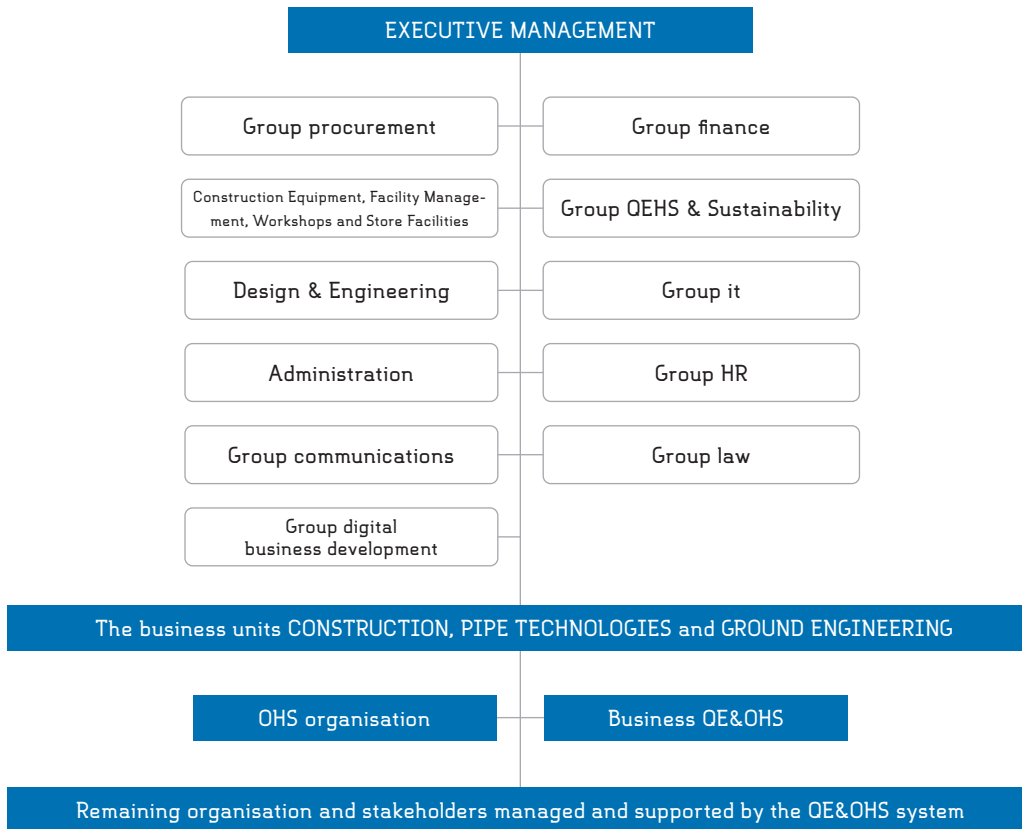 EXECUTIVE MANAGEMENT
Group procurement
Group finance
Construction Equipment, Facility Manage-
ment, Workshops and Store Facilities
Group QEHS & Sustainability
Design & Engineering
Group it
Administration
Group HR
Group communications
Group law
Group digital
business development
The business units CONSTRUCTION, PIPE TECHNOLOGIES and GROUND ENGINEERING
OHS organisation
Business QE&OHS
Remaining organisation and stakeholders managed and supported by the QE&OHS system